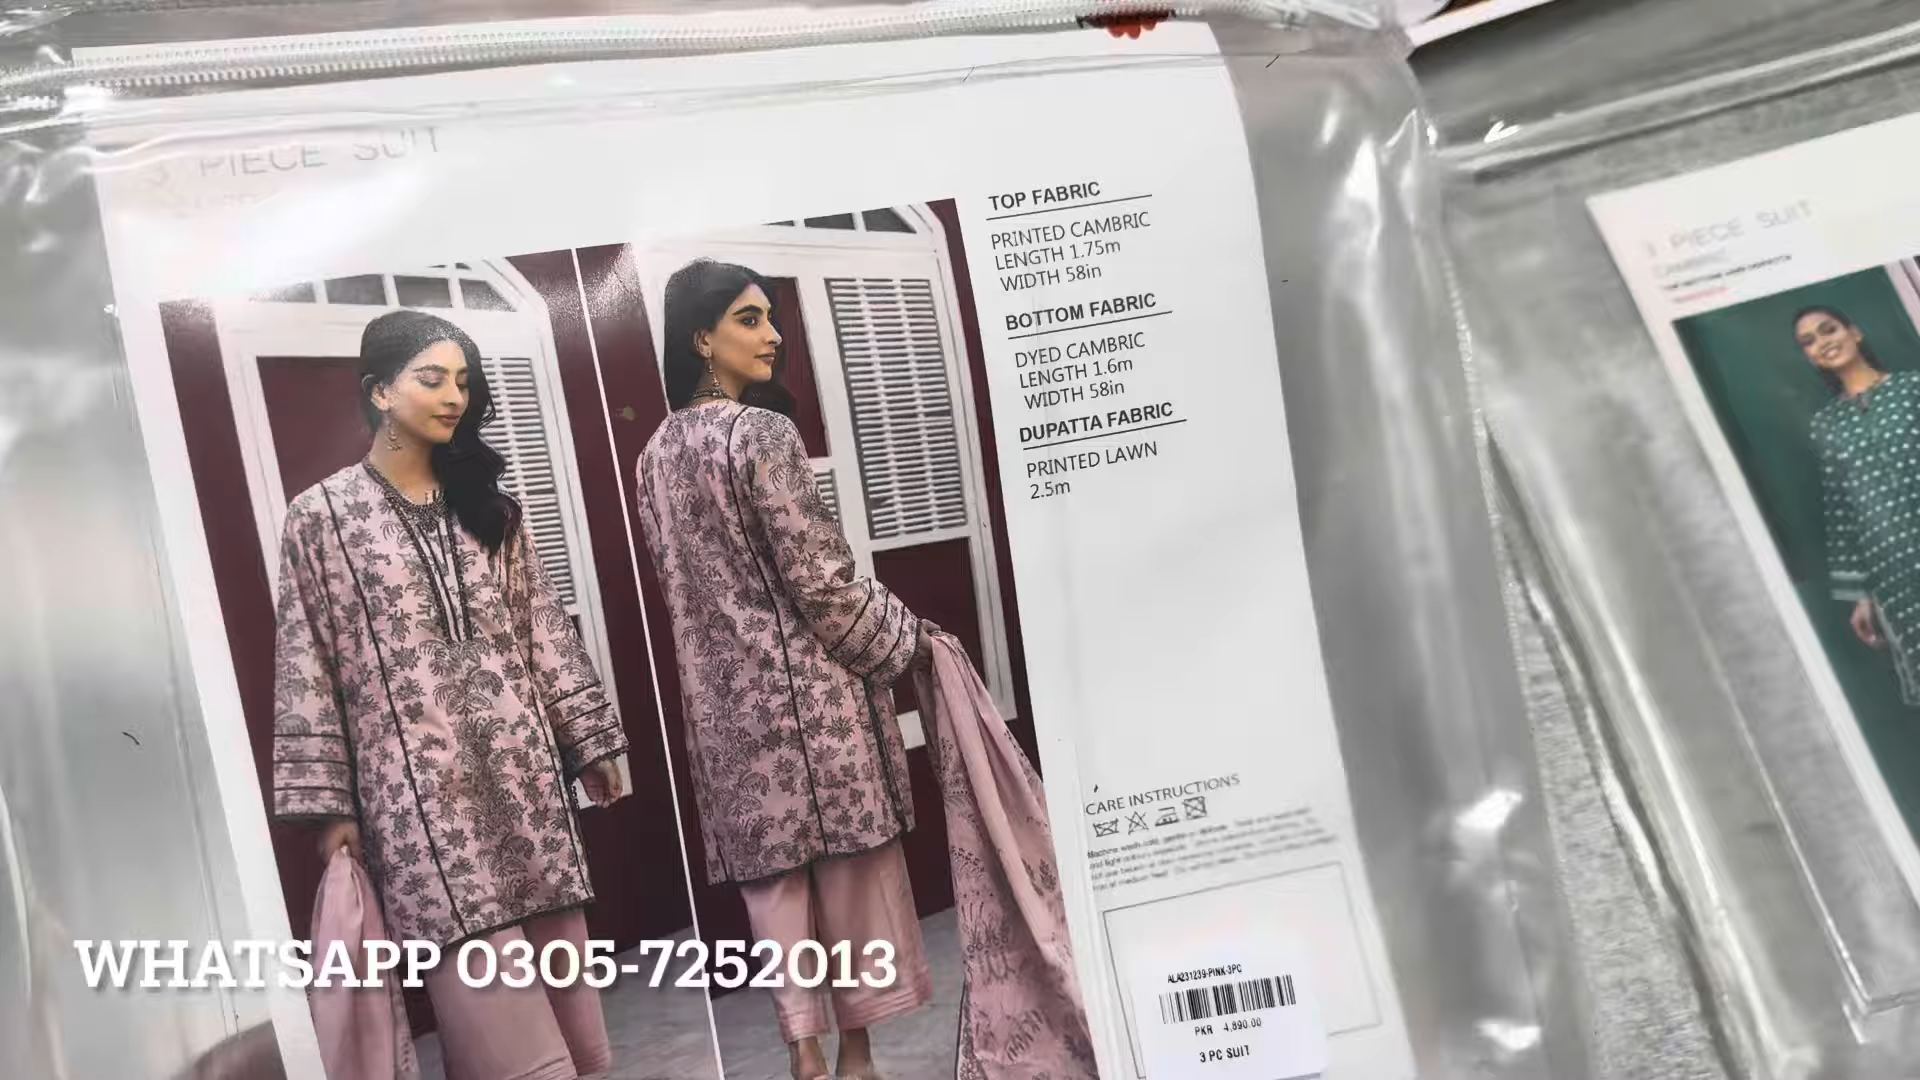 3 PIECE SUIT
TOP FABRIC
PRINTED CAMBRIC
LENGTH 1.75m
WIDTH 58in
BOTTOM FABRIC
DYED CAMBRIC
LENGTH 1.6m
WIDTH 58in
DUPATTA FABRIC
PRINTED LAWN
2.5m
CARE INSTRUCTIONS
ALA231239-PINK-3PC
PKR 4,890.00
3 PC SUIT
3 PIECE SUIT
WHATSAPP 0305-7252013